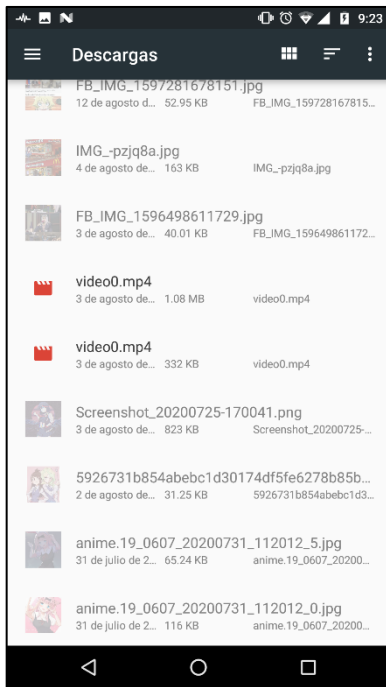 9:23
Descargas
FB_IMG_1597281678151.jpg
12 de agosto d... 52.95 KB FB_IMG_159728167815...
IMG_-pzjq8a.jpg
4 de agosto de... 163 KB IMG_-pzjq8a.jpg
FB_IMG_1596498611729.jpg
3 de agosto de... 40.01 KB FB_IMG_159649861172...
video0.mp4
3 de agosto de... 1.08 MB video0.mp4
video0.mp4
3 de agosto de... 332 KB video0.mp4
Screenshot_20200725-170041.png
3 de agosto de... 823 KB Screenshot_20200725-...
5926731b854abebc1d30174df5fe6278b85b...
2 de agosto de... 31.25 KB 5926731b854abebc1d3...
anime.19_0607_20200731_112012_5.jpg
31 de julio de 2... 65.24 KB anime.19_0607_20200...
anime.19_0607_20200731_112012_0.jpg
31 de julio de 2... 116 KB anime.19_0607_20200...